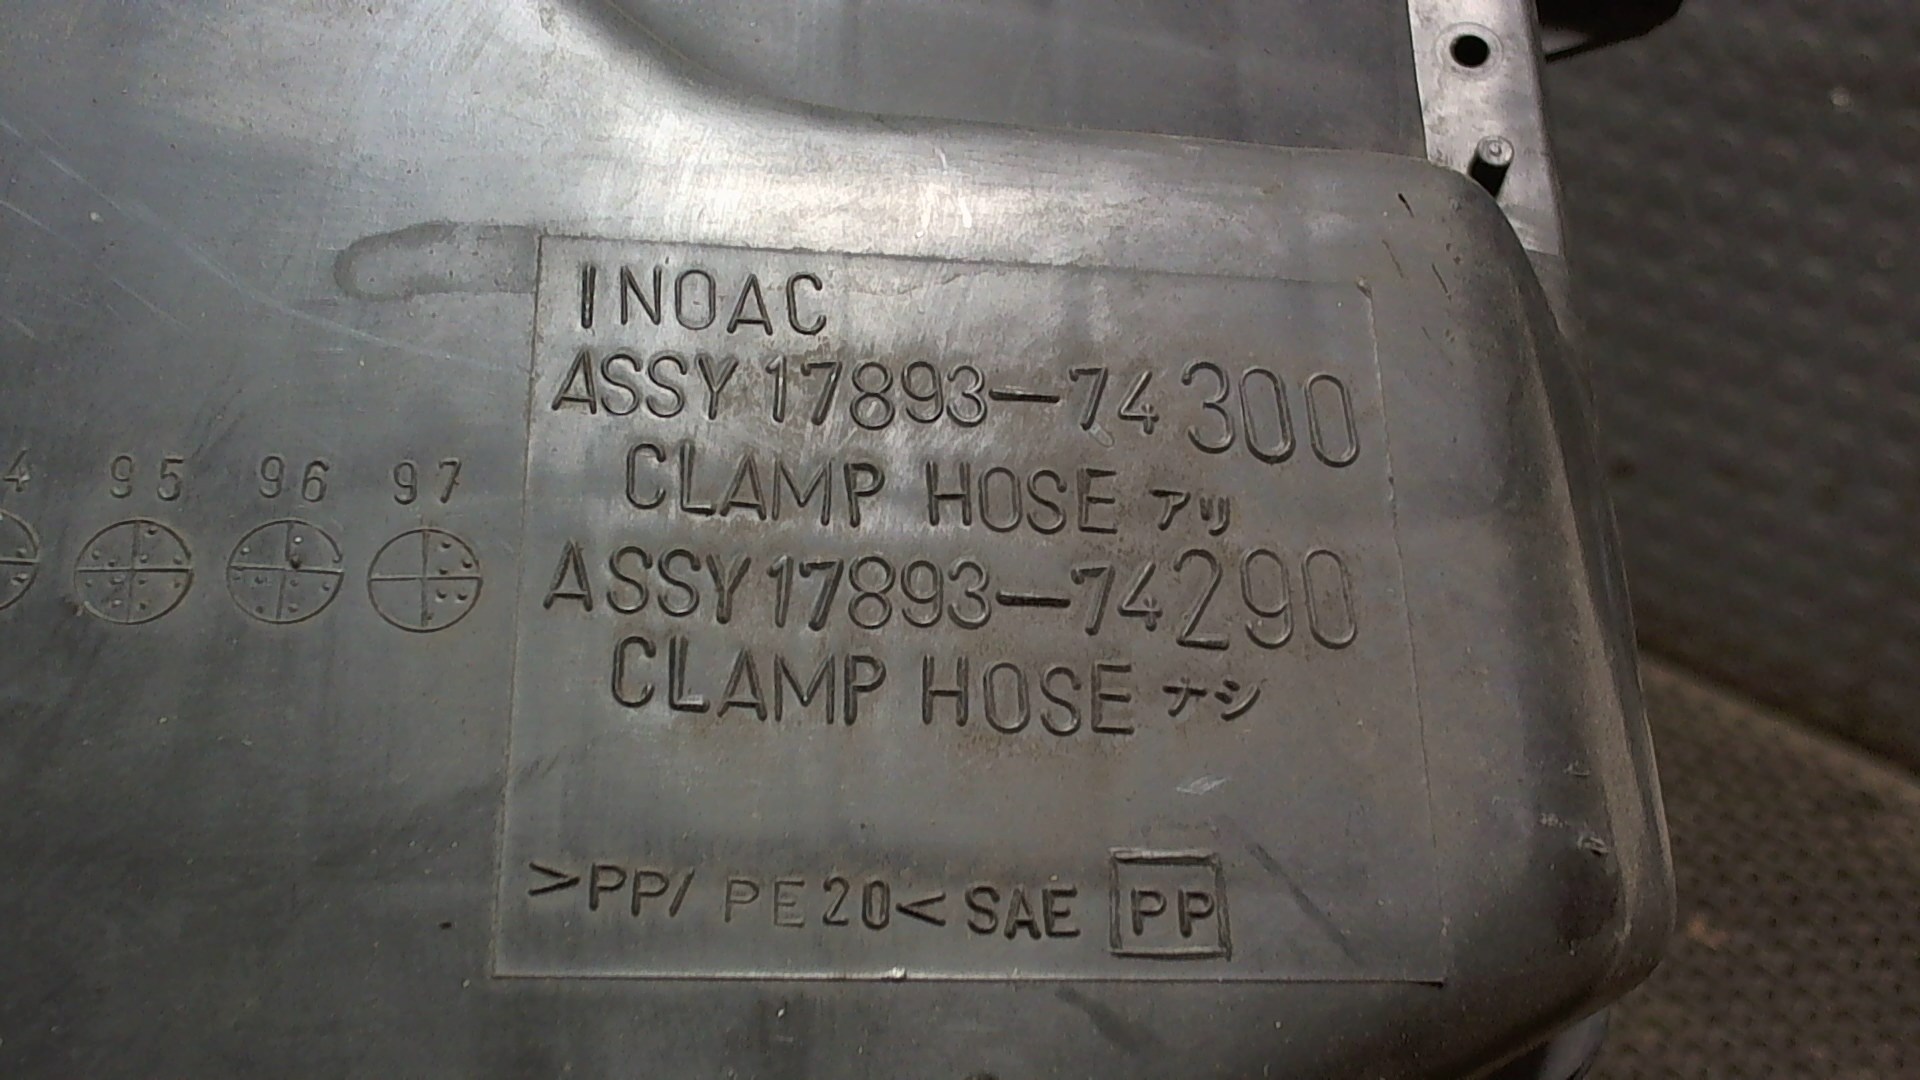 INOAC
ASSY 17893-74300
CLAMP HOSE アリ
ASSY 17893-74290
CLAMP HOSE ナシ
>PP/PE20< SAE PP
4 95 96 97